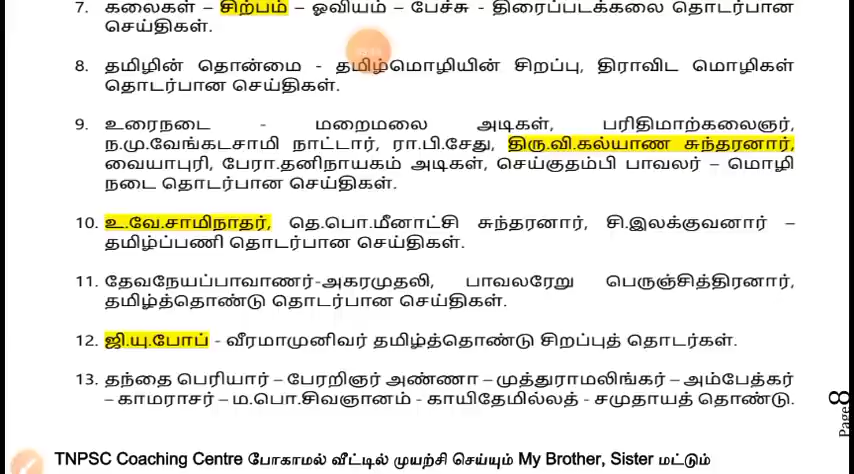 7. கலைகள் – சிற்பம் – ஓவியம் – பேச்சு - திரைப்படக்கலை தொடர்பான
செய்திகள்.
8. தமிழின் தொன்மை - தமிழ்மொழியின் சிறப்பு, திராவிட மொழிகள்
தொடர்பான செய்திகள்.
9. உரைநடை - மறைமலை அடிகள், பரிதிமாற்கலைஞர்,
ந.மு.வேங்கடசாமி நாட்டார், ரா.பி.சேது, திரு.வி.கல்யாண சுந்தரனார்,
வையாபுரி, பேரா.தனிநாயகம் அடிகள், செய்குதம்பி பாவலர் – மொழி
நடை தொடர்பான செய்திகள்.
10. உ.வே.சாமிநாதர், தெ.பொ.மீனாட்சி சுந்தரனார், சி.இலக்குவனார் –
தமிழ்ப்பணி தொடர்பான செய்திகள்.
11. தேவநேயப்பாவாணர்-அகரமுதலி, பாவலரேறு பெருஞ்சித்திரனார்,
தமிழ்த்தொண்டு தொடர்பான செய்திகள்.
12. ஜி.யு.போப் - வீரமாமுனிவர் தமிழ்த்தொண்டு சிறப்புத் தொடர்கள்.
13. தந்தை பெரியார் – பேரறிஞர் அண்ணா – முத்துராமலிங்கர் – அம்பேத்கர்
– காமராசர் – ம.பொ.சிவஞானம் - காயிதேமில்லத் - சமுதாயத் தொண்டு.
Page 8
TNPSC Coaching Centre போகாமல் வீட்டில் முயற்சி செய்யும் My Brother, Sister மட்டும்